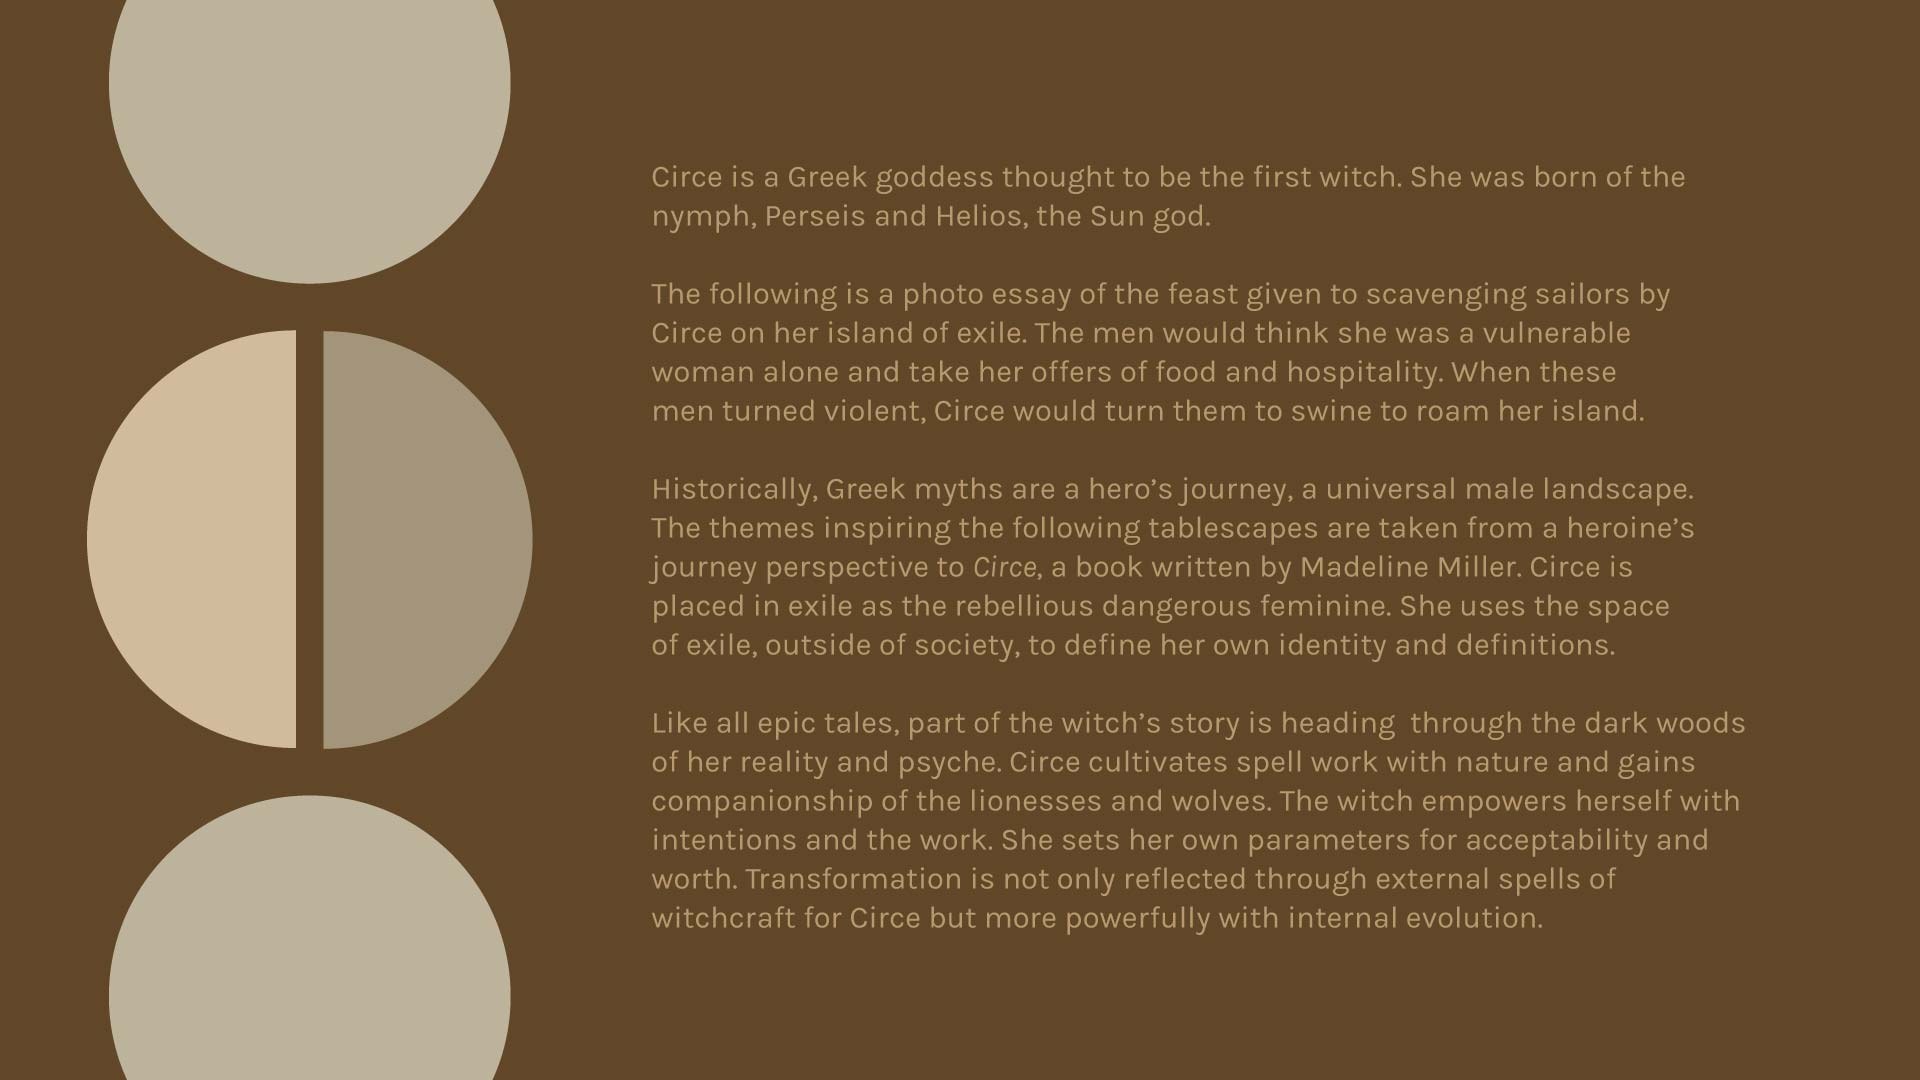 Circe is a Greek goddess thought to be the first witch. She was born of the
nymph, Perseis and Helios, the Sun god.
The following is a photo essay of the feast given to scavenging sailors by
Circe on her island of exile. The men would think she was a vulnerable
woman alone and take her offers of food and hospitality. When these
men turned violent, Circe would turn them to swine to roam her island.
Historically, Greek myths are a hero’s journey, a universal male landscape.
The themes inspiring the following tablescapes are taken from a heroine’s
journey perspective to Circe, a book written by Madeline Miller. Circe is
placed in exile as the rebellious dangerous feminine. She uses the space
of exile, outside of society, to define her own identity and definitions.
Like all epic tales, part of the witch’s story is heading  through the dark woods
of her reality and psyche. Circe cultivates spell work with nature and gains
companionship of the lionesses and wolves. The witch empowers herself with
intentions and the work. She sets her own parameters for acceptability and
worth. Transformation is not only reflected through external spells of
witchcraft for Circe but more powerfully with internal evolution.